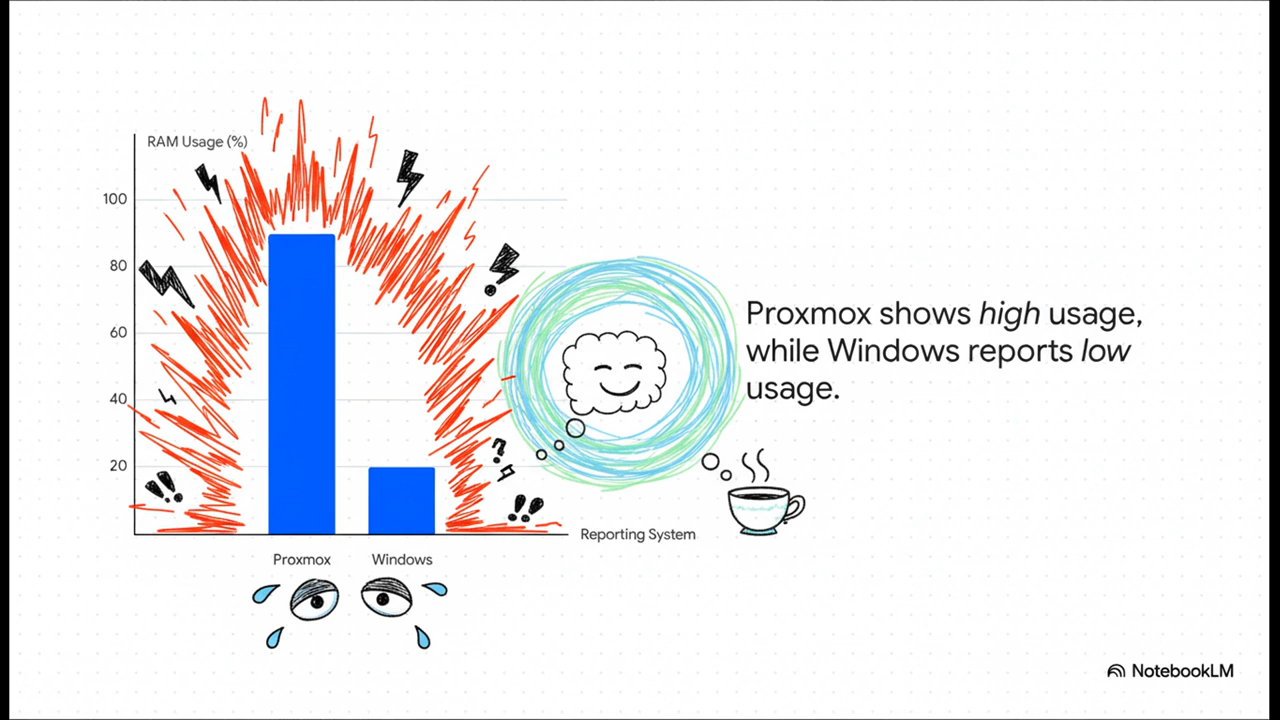 RAM Usage (%)
100
80
60
40
20
Proxmox
Windows
Reporting System
Proxmox shows high usage,
while Windows reports low
usage.
NotebookLM